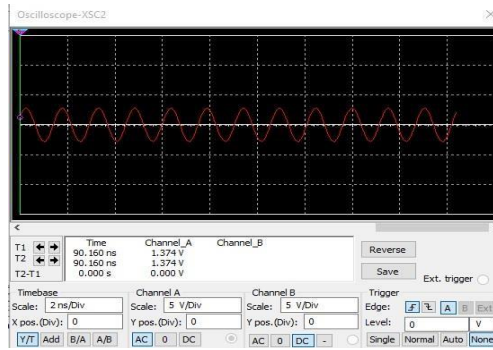 Oscilloscope-XSC2
Time Channel_A Channel_B
T1 90.160 ns 1.374 V
T2 90.160 ns 1.374 V
T2-T1 0.000 s 0.000 V
Reverse
Save
Ext. trigger
Timebase Channel A Channel B Trigger
Scale: 2 ns/Div Scale: 5 V/Div Scale: 5 V/Div Edge: A B Ext
X pos.(Div): 0 Y pos.(Div): 0 Y pos.(Div): 0 Level: 0 V
Y/T Add B/A A/B AC 0 DC AC 0 DC - Single Normal Auto None